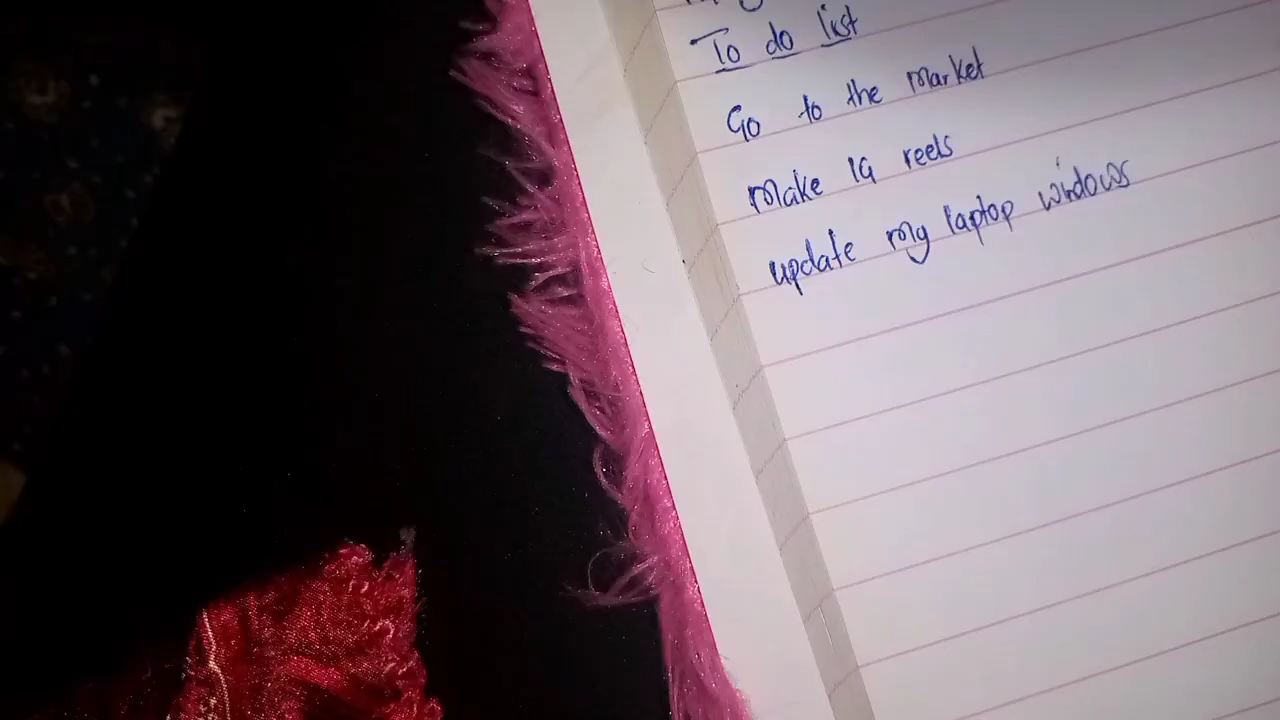 To do list
Go to the market
make IG reels
update my laptop windows